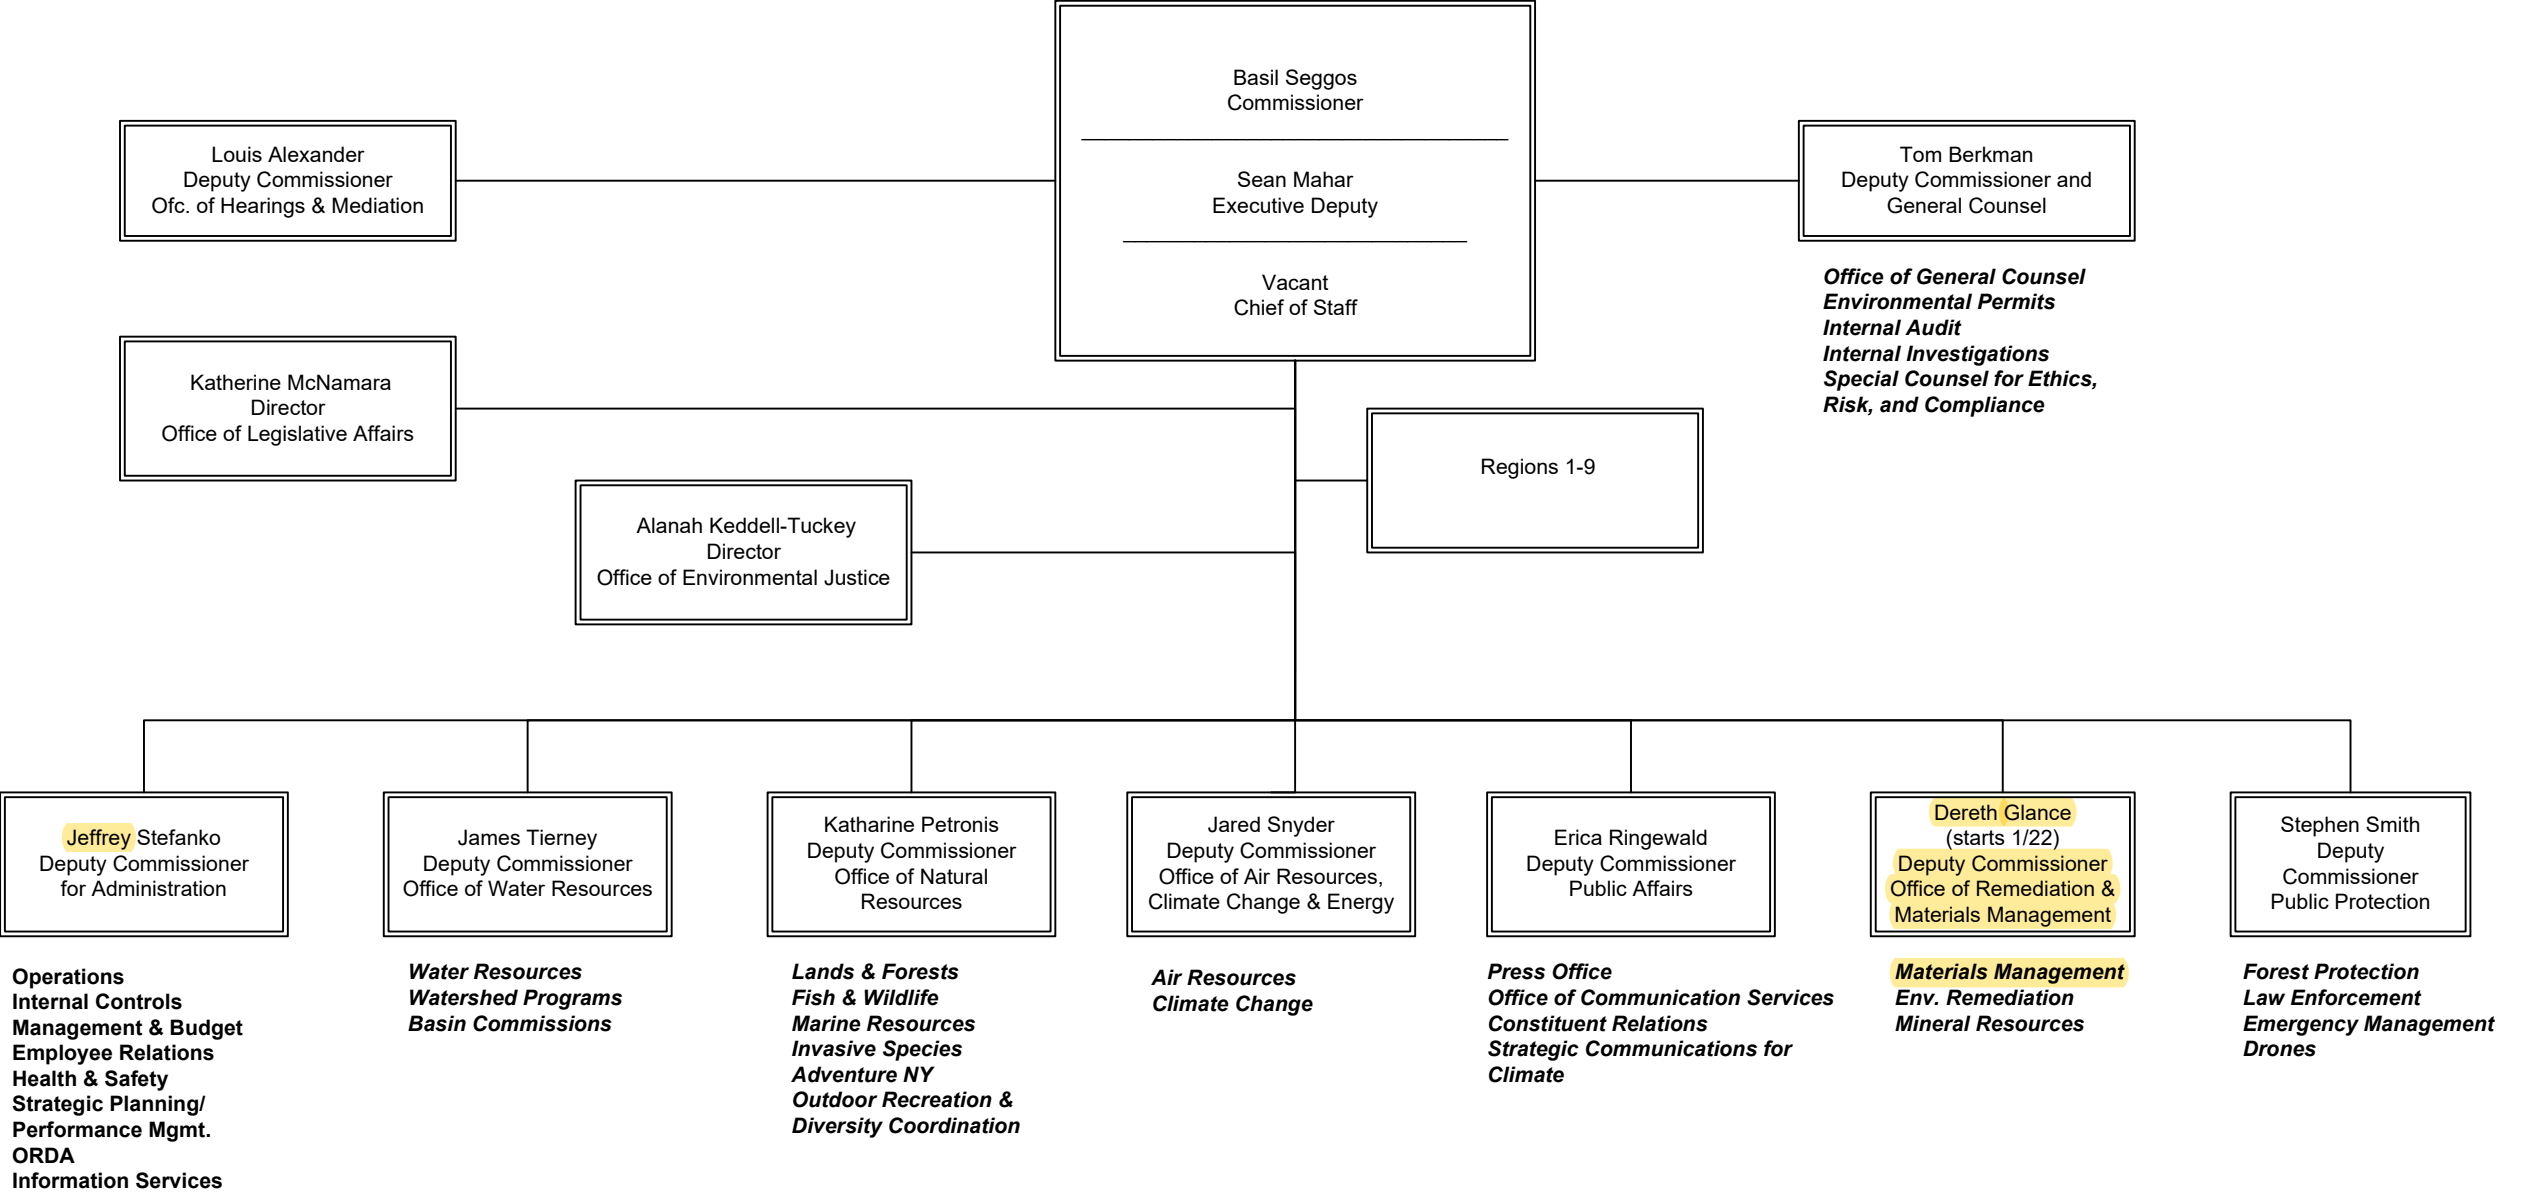 Basil Seggos
Commissioner
Sean Mahar
Executive Deputy
Vacant
Chief of Staff
Louis Alexander
Deputy Commissioner
Ofc. of Hearings & Mediation
Tom Berkman
Deputy Commissioner and
General Counsel
Office of General Counsel
Environmental Permits
Internal Audit
Internal Investigations
Special Counsel for Ethics,
Risk, and Compliance
Katherine McNamara
Director
Office of Legislative Affairs
Regions 1-9
Alanah Keddell-Tuckey
Director
Office of Environmental Justice
Jeffrey Stefanko
Deputy Commissioner
for Administration
Operations
Internal Controls
Management & Budget
Employee Relations
Health & Safety
Strategic Planning/
Performance Mgmt.
ORDA
Information Services
James Tierney
Deputy Commissioner
Office of Water Resources
Water Resources
Watershed Programs
Basin Commissions
Katharine Petronis
Deputy Commissioner
Office of Natural
Resources
Lands & Forests
Fish & Wildlife
Marine Resources
Invasive Species
Adventure NY
Outdoor Recreation &
Diversity Coordination
Jared Snyder
Deputy Commissioner
Office of Air Resources,
Climate Change & Energy
Air Resources
Climate Change
Erica Ringewald
Deputy Commissioner
Public Affairs
Press Office
Office of Communication Services
Constituent Relations
Strategic Communications for
Climate
Dereth Glance
(starts 1/22)
Deputy Commissioner
Office of Remediation &
Materials Management
Materials Management
Env. Remediation
Mineral Resources
Stephen Smith
Deputy
Commissioner
Public Protection
Forest Protection
Law Enforcement
Emergency Management
Drones